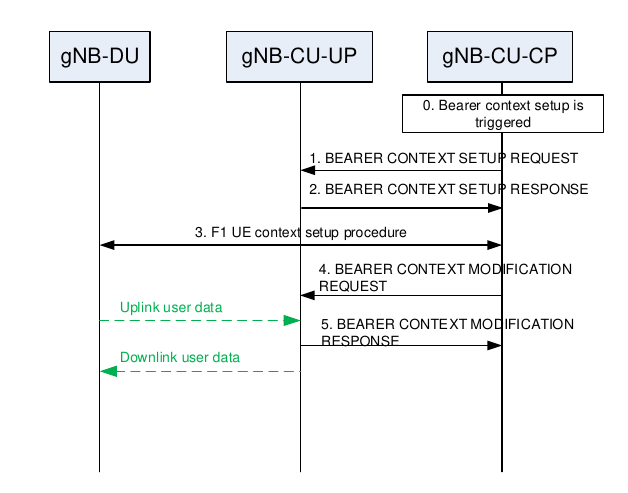 gNB-DU
gNB-CU-UP
gNB-CU-CP
0. Bearer context setup is
triggered
1. BEARER CONTEXT SETUP REQUEST
2. BEARER CONTEXT SETUP RESPONSE
3. F1 UE context setup procedure
4. BEARER CONTEXT MODIFICATION
REQUEST
Uplink user data
5. BEARER CONTEXT MODIFICATION
RESPONSE
Downlink user data